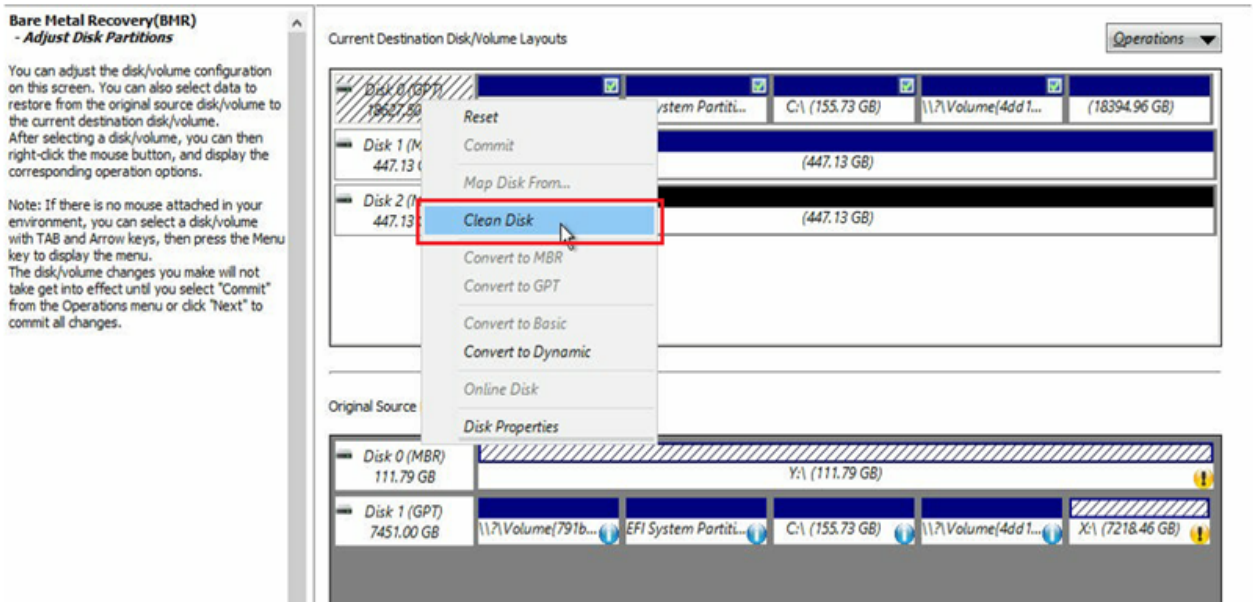 Bare Metal Recovery(BMR)
- Adjust Disk Partitions
You can adjust the disk/volume configuration
on this screen. You can also select data to
restore from the original source disk/volume to
the current destination disk/volume.
After selecting a disk/volume, you can then
right-click the mouse button, and display the
corresponding operation options.
Note: If there is no mouse attached in your
environment, you can select a disk/volume
with TAB and Arrow keys, then press the Menu
key to display the menu.
The disk/volume changes you make will not
take get into effect until you select "Commit"
from the Operations menu or click "Next" to
commit all changes.
Current Destination Disk/Volume Layouts
Operations
Disk 0 (GPT)
18627.50
ystem Partiti...
C:\ (155.73 GB)
\\?\Volume{4dd1...
(18394.96 GB)
Disk 1 (M
447.13
(447.13 GB)
Disk 2 (M
447.13
(447.13 GB)
Reset
Commit
Map Disk From...
Clean Disk
Convert to MBR
Convert to GPT
Convert to Basic
Convert to Dynamic
Online Disk
Disk Properties
Original Source
Disk 0 (MBR)
111.79 GB
Y:\ (111.79 GB)
Disk 1 (GPT)
7451.00 GB
\\?\Volume{791b...
EFI System Partiti...
C:\ (155.73 GB)
\\?\Volume{4dd1...
X:\ (7218.46 GB)